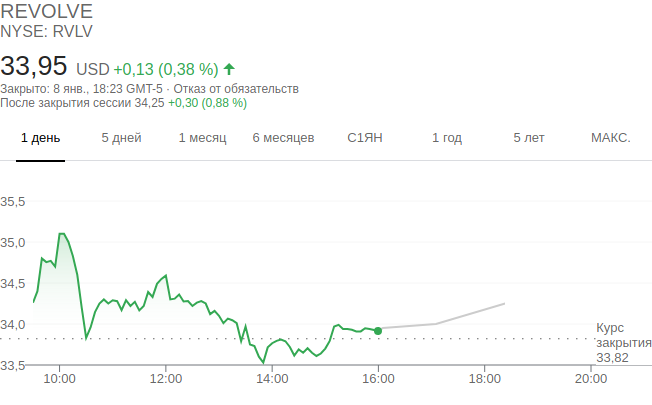 REVOLVE
NYSE: RVLV
33,95 USD +0,13 (0,38 %)
Закрыто: 8 янв., 18:23 GMT-5 · Отказ от обязательств
После закрытия сессии 34,25 +0,30 (0,88 %)
1 день 5 дней 1 месяц 6 месяцев С1ЯН 1 год 5 лет МАКС.
35,5
35,0
34,5
34,0
33,5
Курс
закрытия
33,82
10:00 12:00 14:00 16:00 18:00 20:00